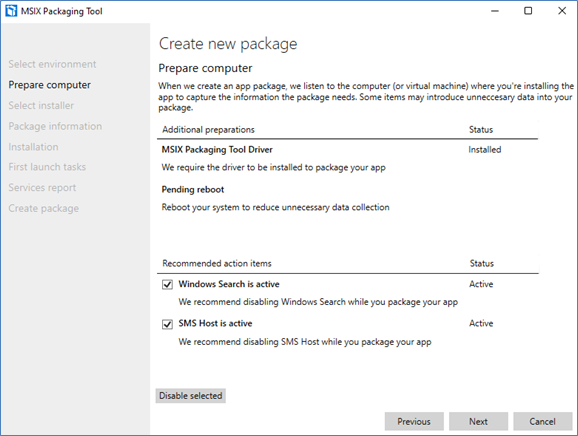 MSIX Packaging Tool
Select environment
Prepare computer
Select installer
Package information
Installation
First launch tasks
Services report
Create package
Create new package
Prepare computer
When we create an app package, we listen to the computer (or virtual machine) where you're installing the
app to capture the information the package needs. Some items may introduce unneccesary data into your
package.
Additional preparations Status
MSIX Packaging Tool Driver Installed
We require the driver to be installed to package your app
Pending reboot
Reboot your system to reduce unnecessary data collection
Recommended action items Status
Windows Search is active Active
We recommend disabling Windows Search while you package your app
SMS Host is active Active
We recommend disabling SMS Host while you package your app
Disable selected
Previous Next Cancel